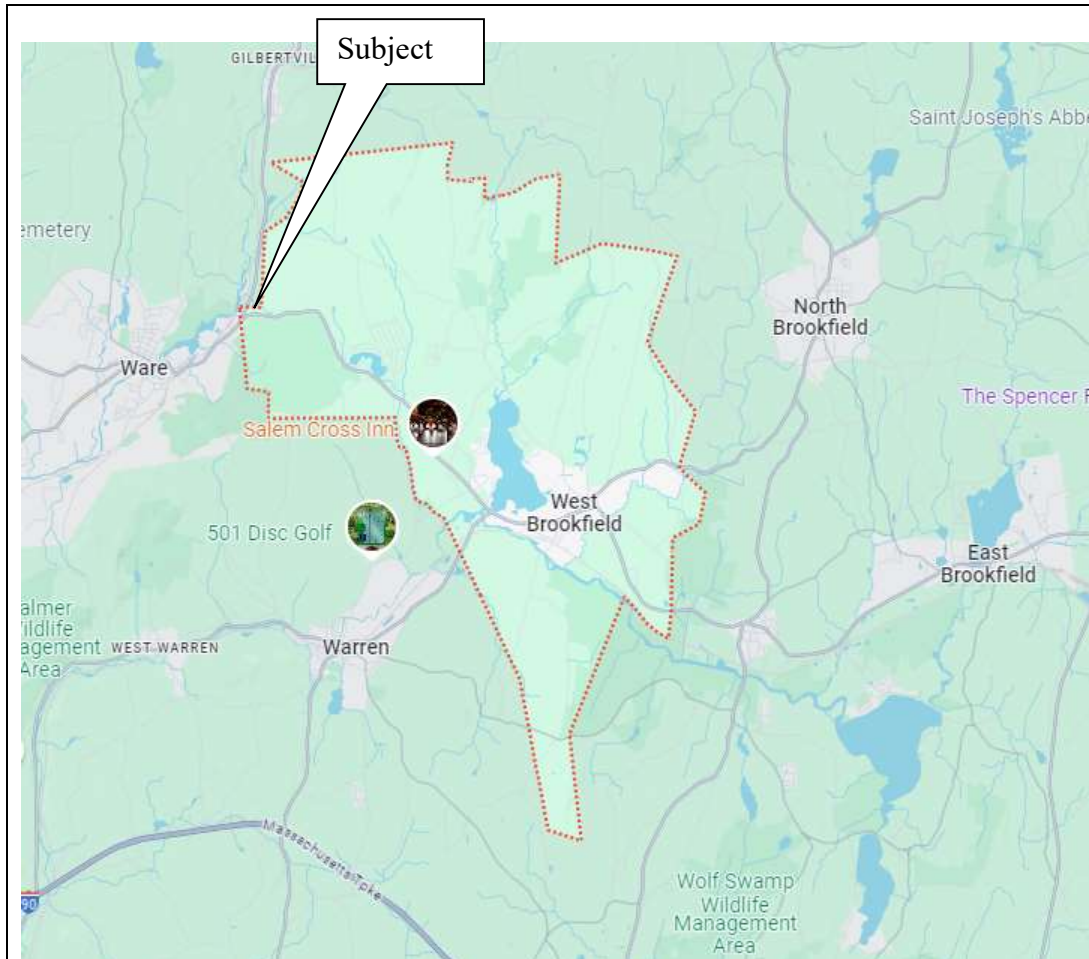 Subject
GILBERTVIL
Saint Joseph's Abbe
emetery
North
Brookfield
Ware
The Spencer F
Salem Cross Inn
West
Brookfield
501 Disc Golf
East
Brookfield
almer
ildlife
agement
Area
WEST WARREN
Warren
Massachusetts Tpke
90
Wolf Swamp
Wildlife
Management
Area